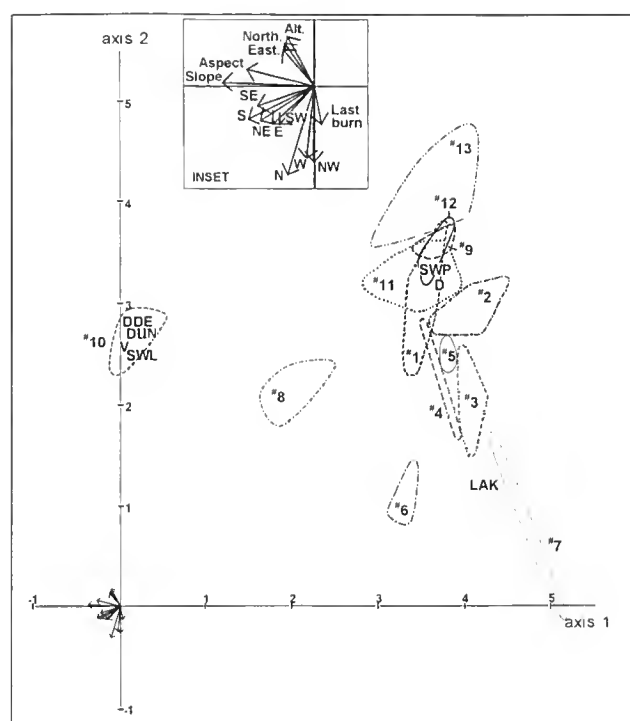 axis 2
North. Alt.
East.
Aspect
Slope
SE
S
NE E SW
Last
burn
W
NW
N
INSET
5
#13
4
#12
#9
SWP
D
#11
#2
3
DDE
DUN
V
SWL
#10
#1
#5
#8
#4
#3
2
LAK
#6
1
#7
-1
1
2
3
4
5
axis 1
-1